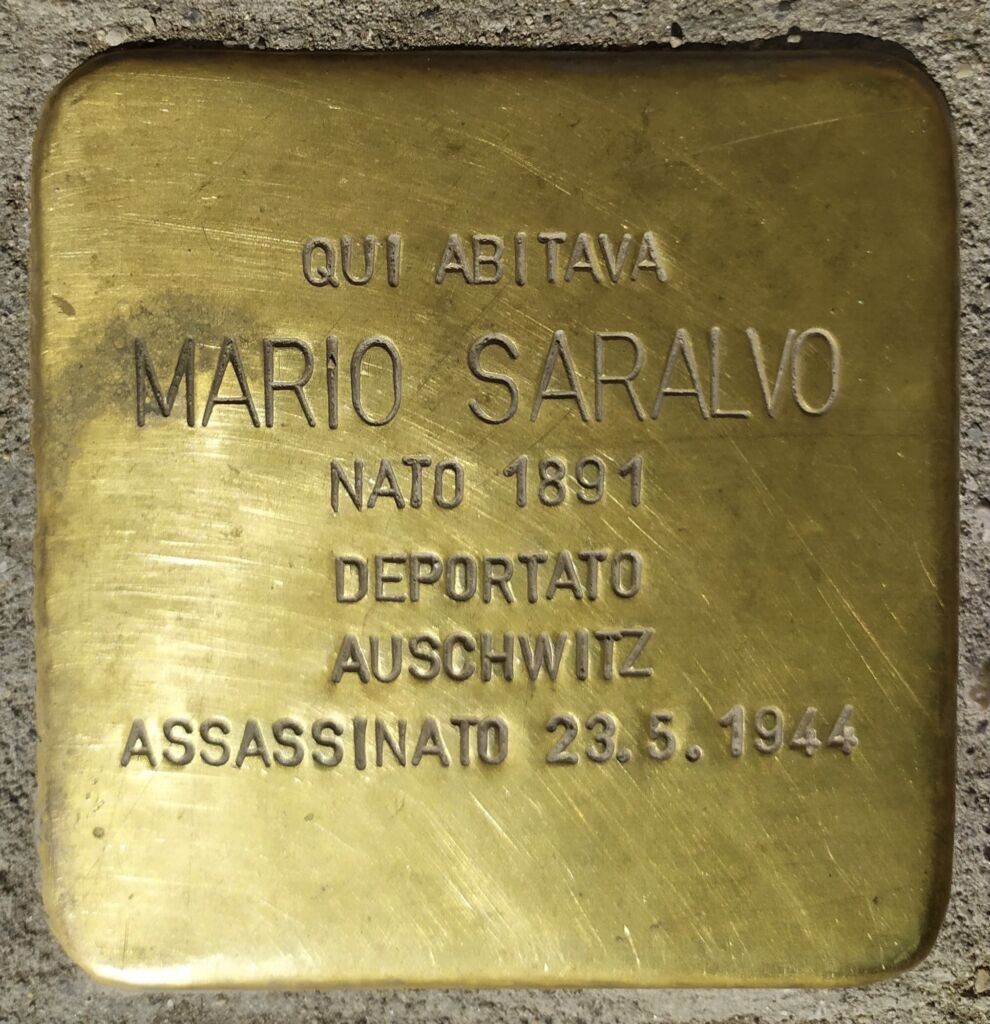 QUI ABITAVA
MARIO SARALVO
NATO 1891
DEPORTATO
AUSCHWITZ
ASSASSINATO 23.5.1944